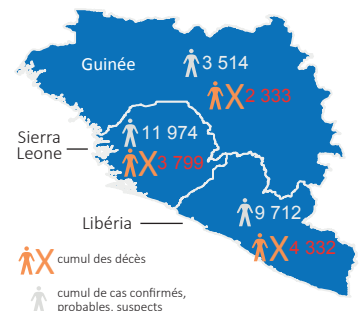 Guinée
3 514
2 333
11 974
3 799
Sierra
Leone
9 712
4 332
Libéria
cumul des décès
cumul de cas confirmés,
probables, suspects